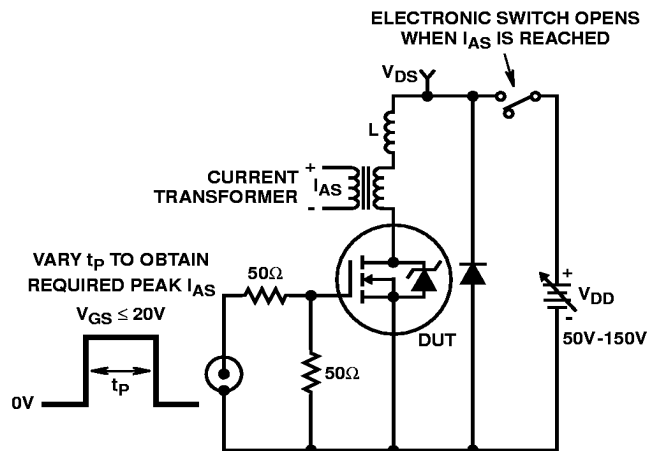 ELECTRONIC SWITCH OPENS
WHEN IAS IS REACHED
VDS
L
CURRENT
TRANSFORMER
+
IAS
-
VARY tP TO OBTAIN
REQUIRED PEAK IAS
VGS ≤ 20V
50Ω
DUT
+
VDD
-
50V-150V
50Ω
0V
tP